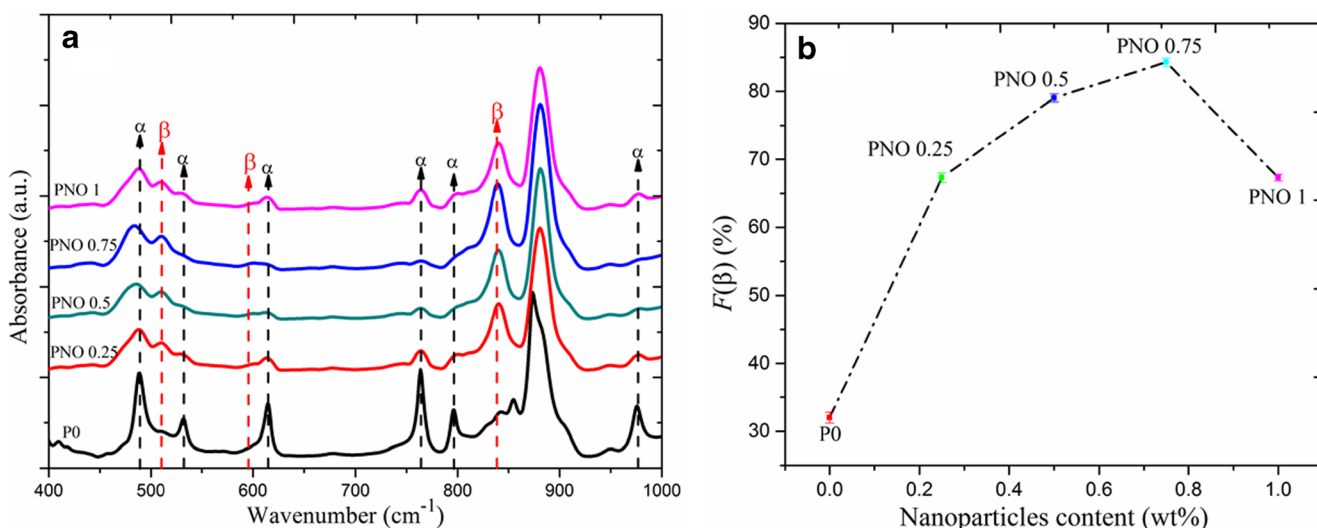 a
α
β
α
β
α
α
α
β
α
PNO 1
PNO 0.75
PNO 0.5
PNO 0.25
P0
Absorbance (a.u.)
400 500 600 700 800 900 1000
Wavenumber (cm⁻¹)
b
90
80
70
60
50
40
30
F(β) (%)
PNO 0.75
PNO 0.5
PNO 0.25
PNO 1
P0
0.0 0.2 0.4 0.6 0.8 1.0
Nanoparticles content (wt%)